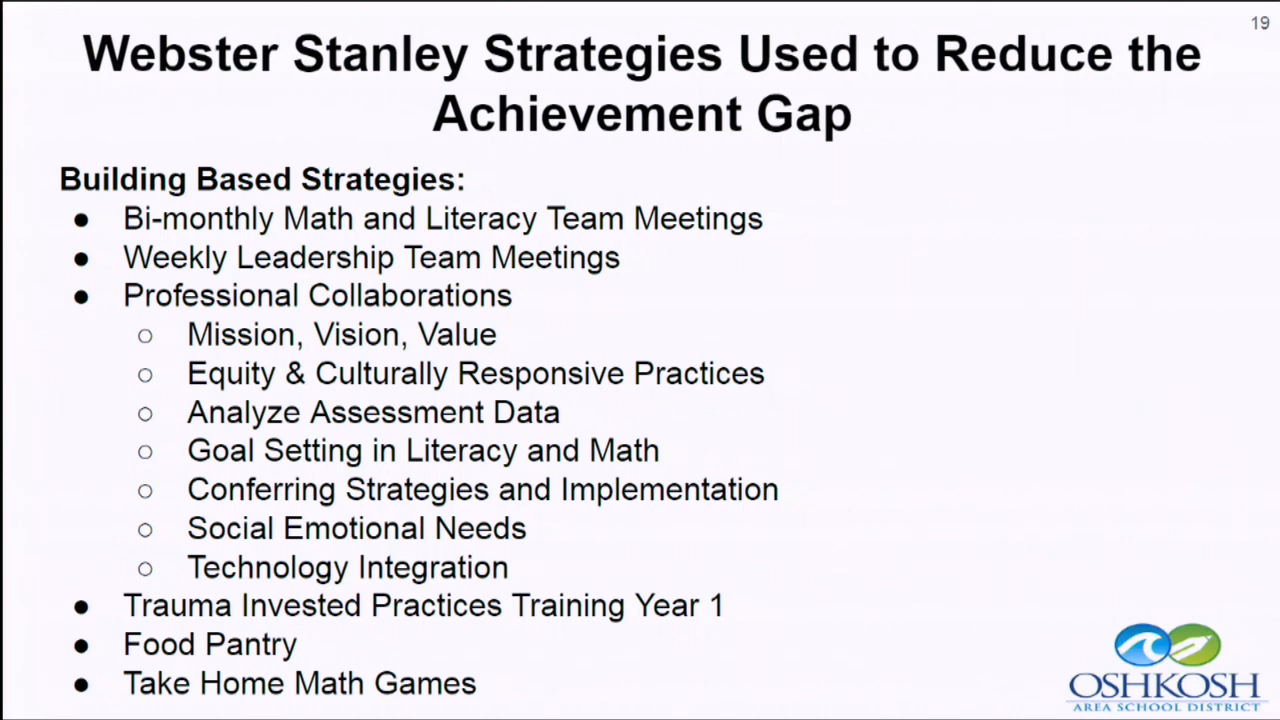 19
Webster Stanley Strategies Used to Reduce the
Achievement Gap
Building Based Strategies:
● Bi-monthly Math and Literacy Team Meetings
● Weekly Leadership Team Meetings
● Professional Collaborations
○ Mission, Vision, Value
○ Equity & Culturally Responsive Practices
○ Analyze Assessment Data
○ Goal Setting in Literacy and Math
○ Conferring Strategies and Implementation
○ Social Emotional Needs
○ Technology Integration
● Trauma Invested Practices Training Year 1
● Food Pantry
● Take Home Math Games
OSHKOSH
AREA SCHOOL DISTRICT